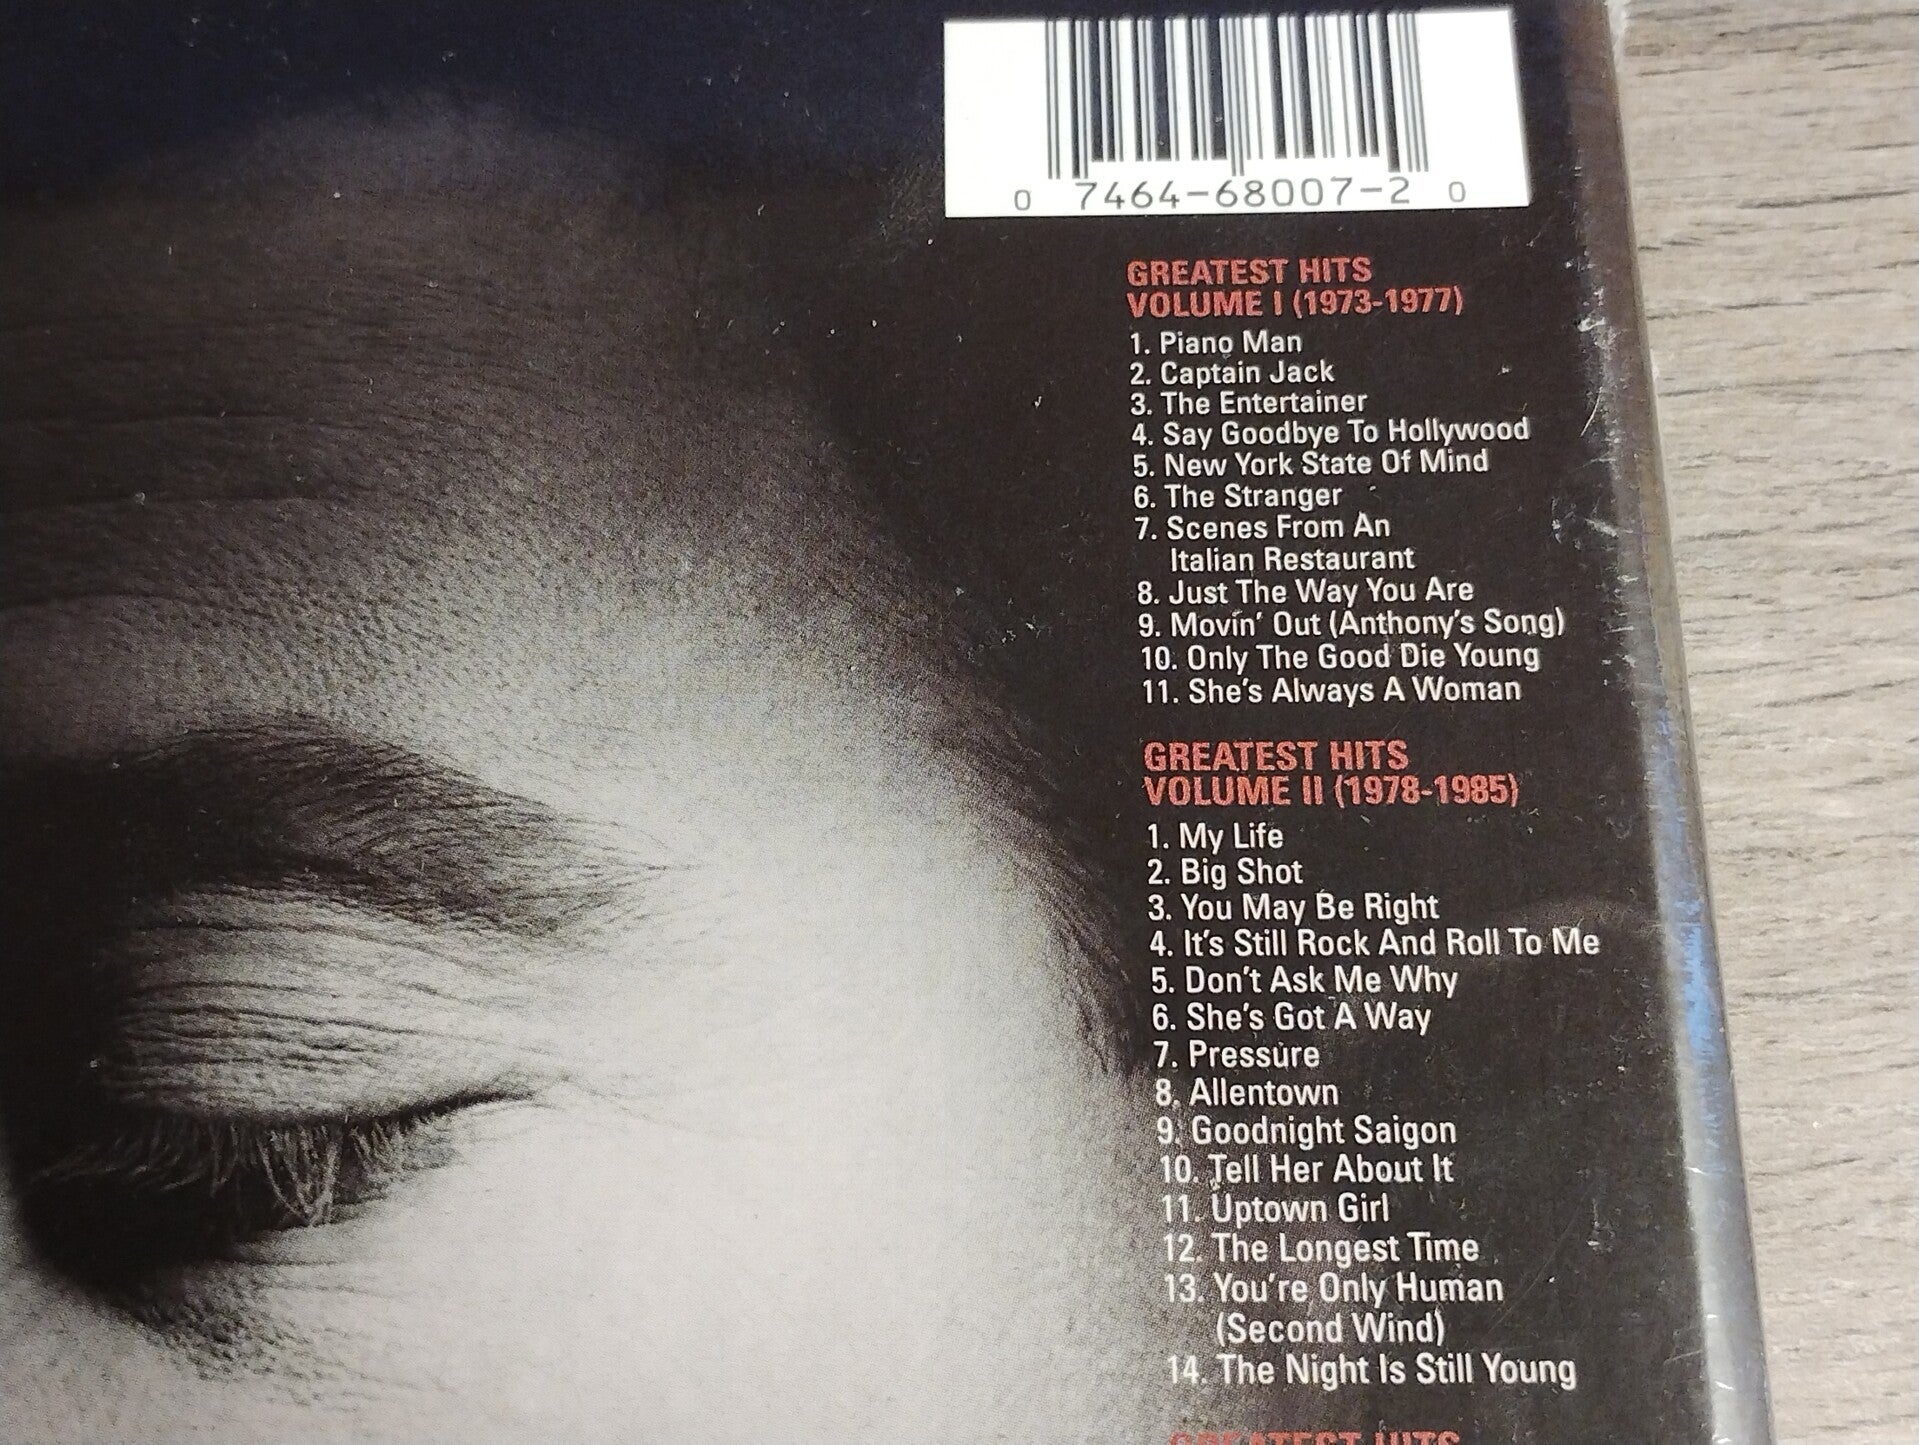 0 7464-68007-2 0
GREATEST HITS
VOLUME I (1973-1977)
1. Piano Man
2. Captain Jack
3. The Entertainer
4. Say Goodbye To Hollywood
5. New York State Of Mind
6. The Stranger
7. Scenes From An
Italian Restaurant
8. Just The Way You Are
9. Movin' Out (Anthony's Song)
10. Only The Good Die Young
11. She's Always A Woman
GREATEST HITS
VOLUME II (1978-1985)
1. My Life
2. Big Shot
3. You May Be Right
4. It's Still Rock And Roll To Me
5. Don't Ask Me Why
6. She's Got A Way
7. Pressure
8. Allentown
9. Goodnight Saigon
10. Tell Her About It
11. Uptown Girl
12. The Longest Time
13. You're Only Human
(Second Wind)
14. The Night Is Still Young
GREATEST HITS